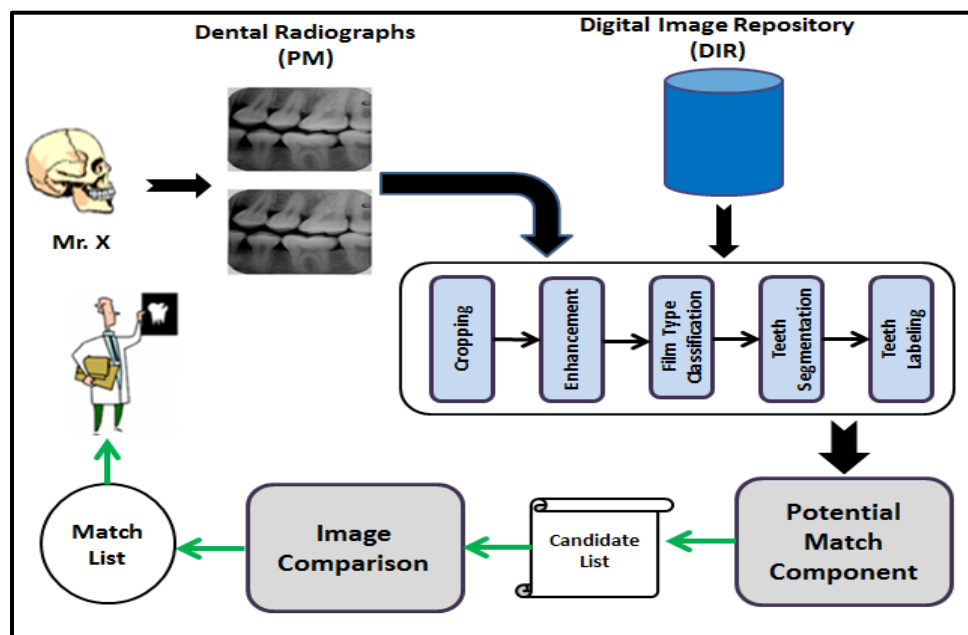 Dental Radiographs
(PM)
Digital Image Repository
(DIR)
Mr. X
Cropping
Enhancement
Film Type
Classification
Teeth
Segmentation
Teeth
Labeling
Match
List
Image
Comparison
Candidate
List
Potential
Match
Component